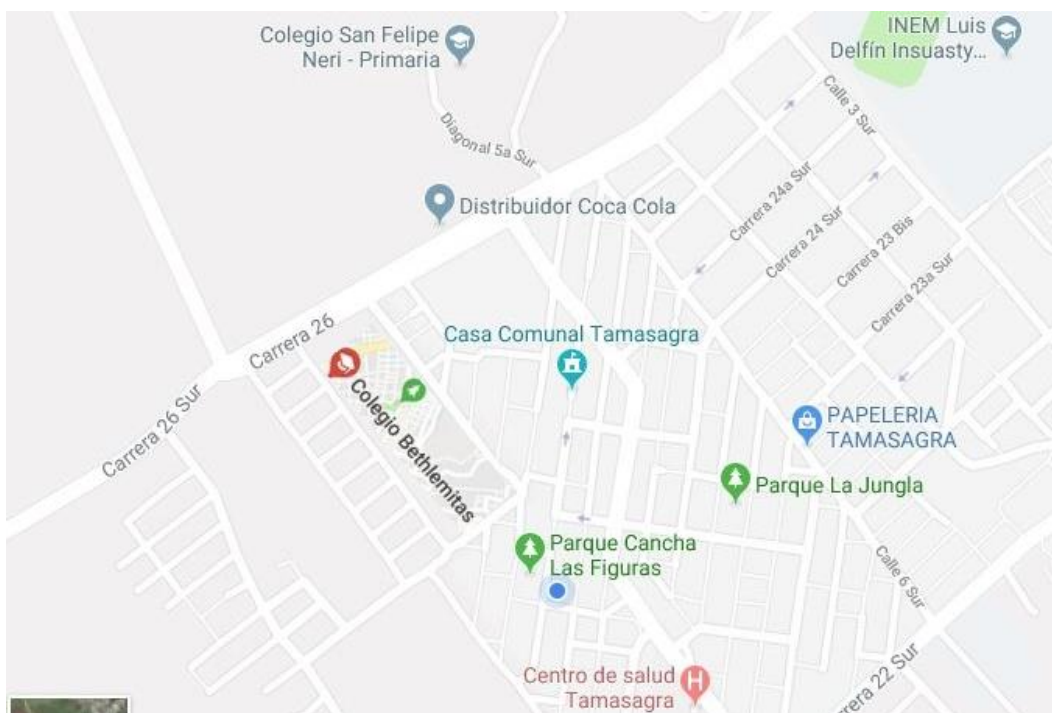 Colegio San Felipe
Neri - Primaria
INEM Luis
Delfín Insuasty...
Calle 3 Sur
Diagonal 5a Sur
Distribuidor Coca Cola
Carrera 24a Sur
Carrera 24 Sur
Carrera 23 Bis
Carrera 23a Sur
Carrera 26
Casa Comunal Tamasagra
Colegio Bethlemitas
Carrera 26 Sur
PAPELERIA
TAMASAGRA
Parque La Jungla
Parque Cancha
Las Figuras
Calle 6 Sur
Centro de salud
Tamasagra
H
rrera 22 Sur